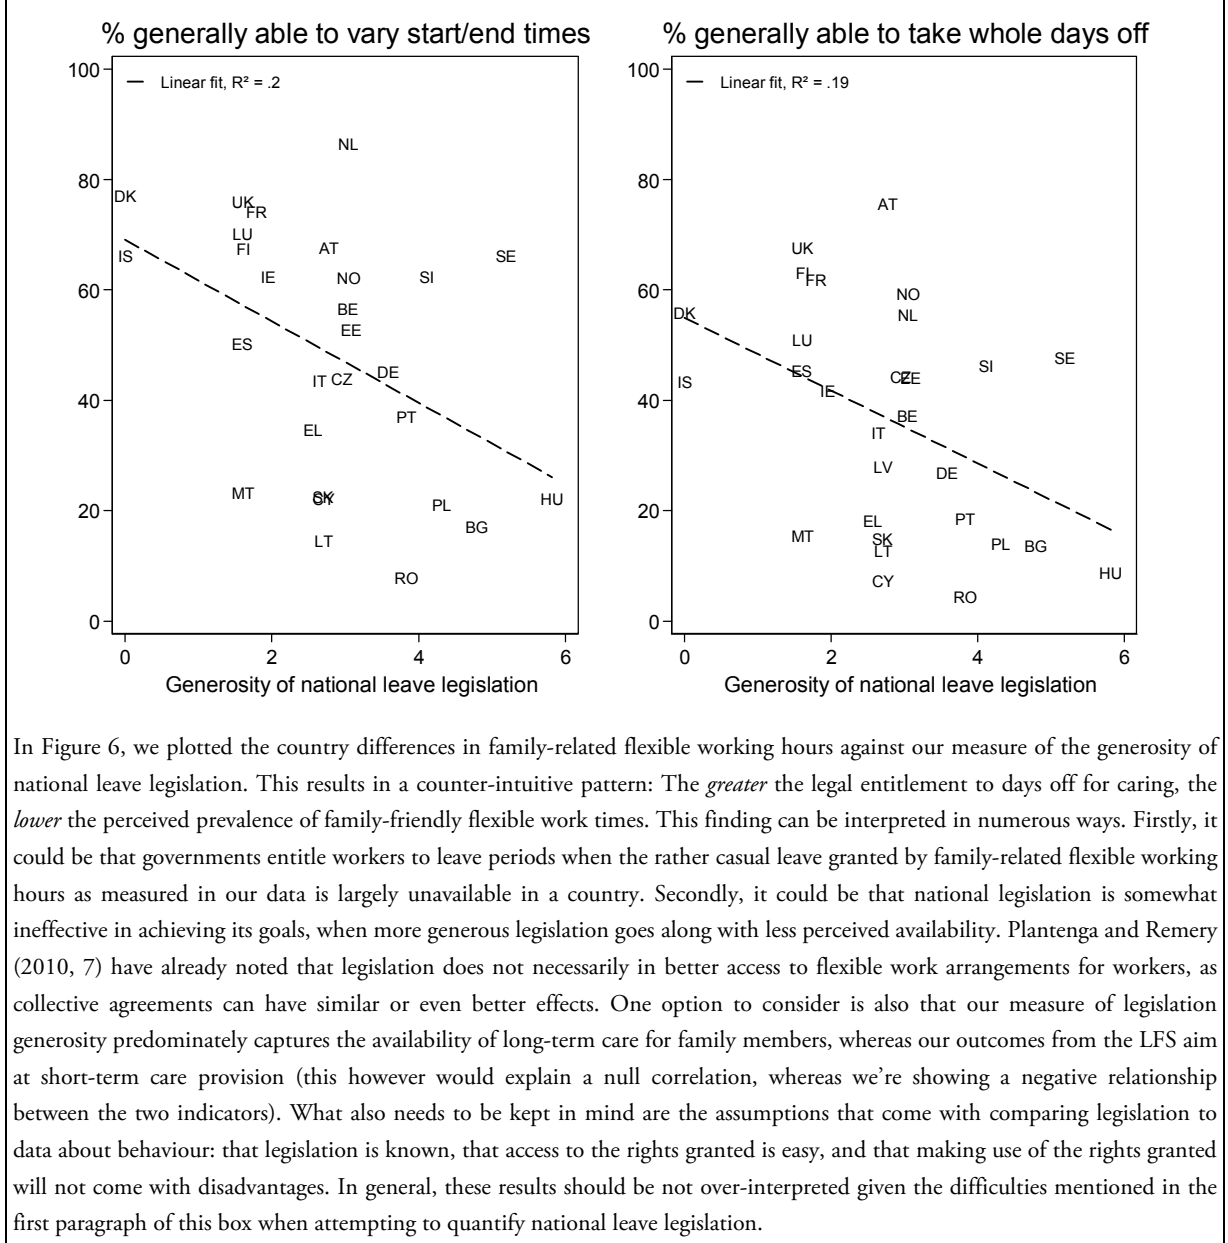 % generally able to vary start/end times
% generally able to take whole days off
Linear fit, R² = .2
100
80
60
40
20
0
NL
DK
UK
FR
LU
FI
AT
IS
SE
IE
NO
SI
BE
EE
ES
DE
IT
CZ
PT
EL
MT
SK
CY
HU
PL
BG
LT
RO
0
2
4
6
Generosity of national leave legislation
Linear fit, R² = .19
100
80
60
40
20
0
AT
UK
FI
FR
NO
DK
NL
LU
SE
SI
ES
CZ
EE
IS
IE
BE
IT
LV
DE
EL
PT
MT
SK
LT
PL
BG
HU
CY
RO
0
2
4
6
Generosity of national leave legislation
In Figure 6, we plotted the country differences in family-related flexible working hours against our measure of the generosity of
national leave legislation. This results in a counter-intuitive pattern: The greater the legal entitlement to days off for caring, the
lower the perceived prevalence of family-friendly flexible work times. This finding can be interpreted in numerous ways. Firstly, it
could be that governments entitle workers to leave periods when the rather casual leave granted by family-related flexible working
hours as measured in our data is largely unavailable in a country. Secondly, it could be that national legislation is somewhat
ineffective in achieving its goals, when more generous legislation goes along with less perceived availability. Plantenga and Remery
(2010, 7) have already noted that legislation does not necessarily in better access to flexible work arrangements for workers, as
collective agreements can have similar or even better effects. One option to consider is also that our measure of legislation
generosity predominately captures the availability of long-term care for family members, whereas our outcomes from the LFS aim
at short-term care provision (this however would explain a null correlation, whereas we're showing a negative relationship
between the two indicators). What also needs to be kept in mind are the assumptions that come with comparing legislation to
data about behaviour: that legislation is known, that access to the rights granted is easy, and that making use of the rights granted
will not come with disadvantages. In general, these results should be not over-interpreted given the difficulties mentioned in the
first paragraph of this box when attempting to quantify national leave legislation.